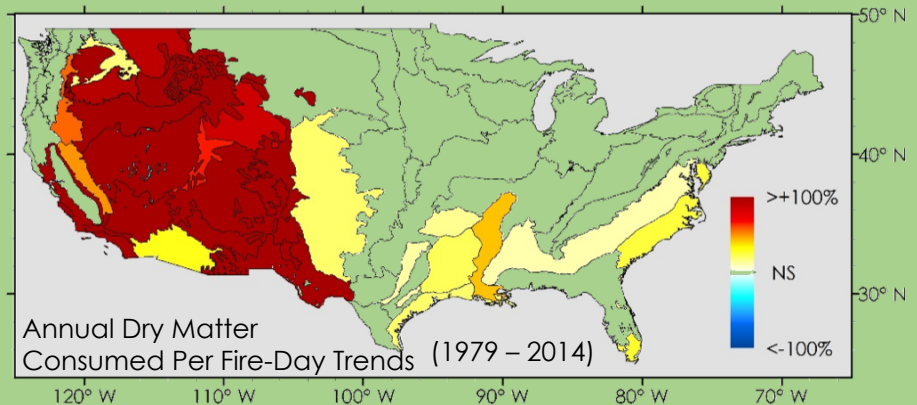 50° N
>+100%
40° N
NS
30° N
<-100%
Annual Dry Matter
Consumed Per Fire-Day Trends (1979 – 2014)
120° W 110° W 100° W 90° W 80° W 70° W